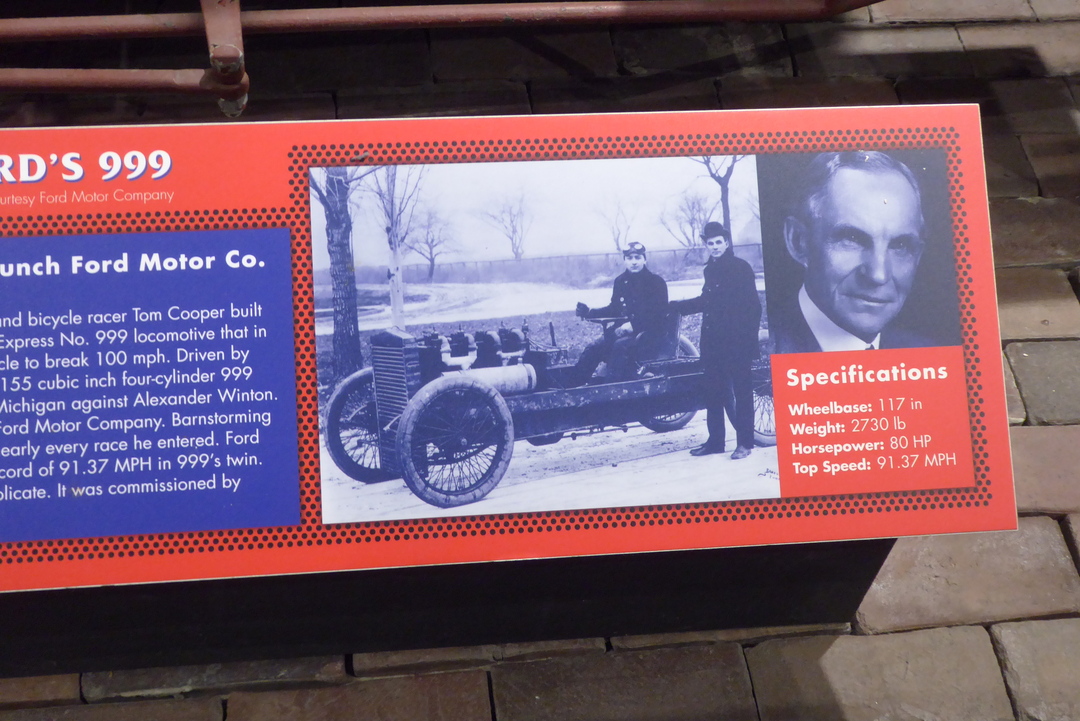 RD'S 999
urtesy Ford Motor Company
unch Ford Motor Co.
and bicycle racer Tom Cooper built
Express No. 999 locomotive that in
cle to break 100 mph. Driven by
155 cubic inch four-cylinder 999
Michigan against Alexander Winton.
Ford Motor Company. Barnstorming
early every race he entered. Ford
cord of 91.37 MPH in 999's twin.
plicate. It was commissioned by
Specifications
Wheelbase: 117 in
Weight: 2730 lb
Horsepower: 80 HP
Top Speed: 91.37 MPH